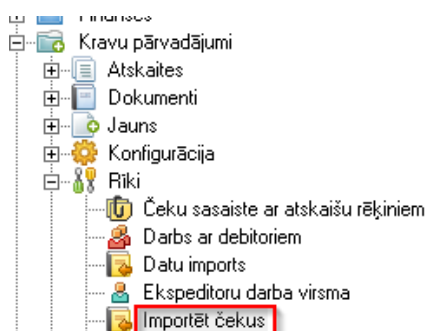 Finanses
Kravu pārvadājumi
Atskaites
Dokumenti
Jauns
Konfigurācija
Rīki
Čeku sasaiste ar atskaišu rēķiniem
Darbs ar debitoriem
Datu imports
Ekspeditoru darba virsma
Importēt čekus